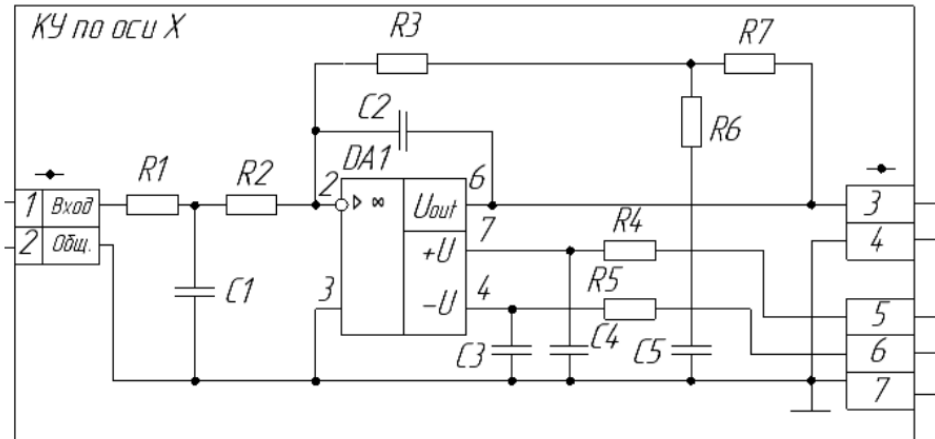 КУ по оси X
R3
R7
C2
R6
DA1
R1
R2
2
▷ ∞
6
1
Вход
Uout
3
2
Общ.
7
R4
4
+U
C1
3
R5
4
-U
5
C3
C4
C5
6
7